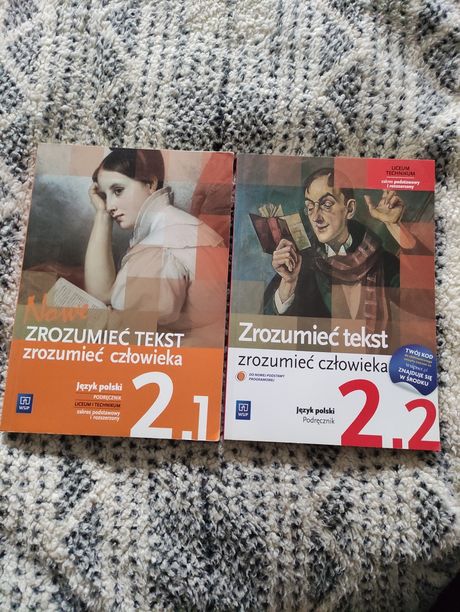 Nowe
ZROZUMIEĆ TEKST
zrozumieć człowieka
Język polski
PODRĘCZNIK
LICEUM I TECHNIKUM
zakres podstawowy
i rozszerzony
2.1
WSiP
LICEUM
TECHNIKUM
zakres podstawowy
i rozszerzony
Zrozumieć tekst
zrozumieć człowieka
DO NOWEJ PODSTAWY
PROGRAMOWEJ
TWÓJ KOD
ZNAJDUJE SIĘ
W ŚRODKU
Język polski
Podręcznik
2.2
WSiP